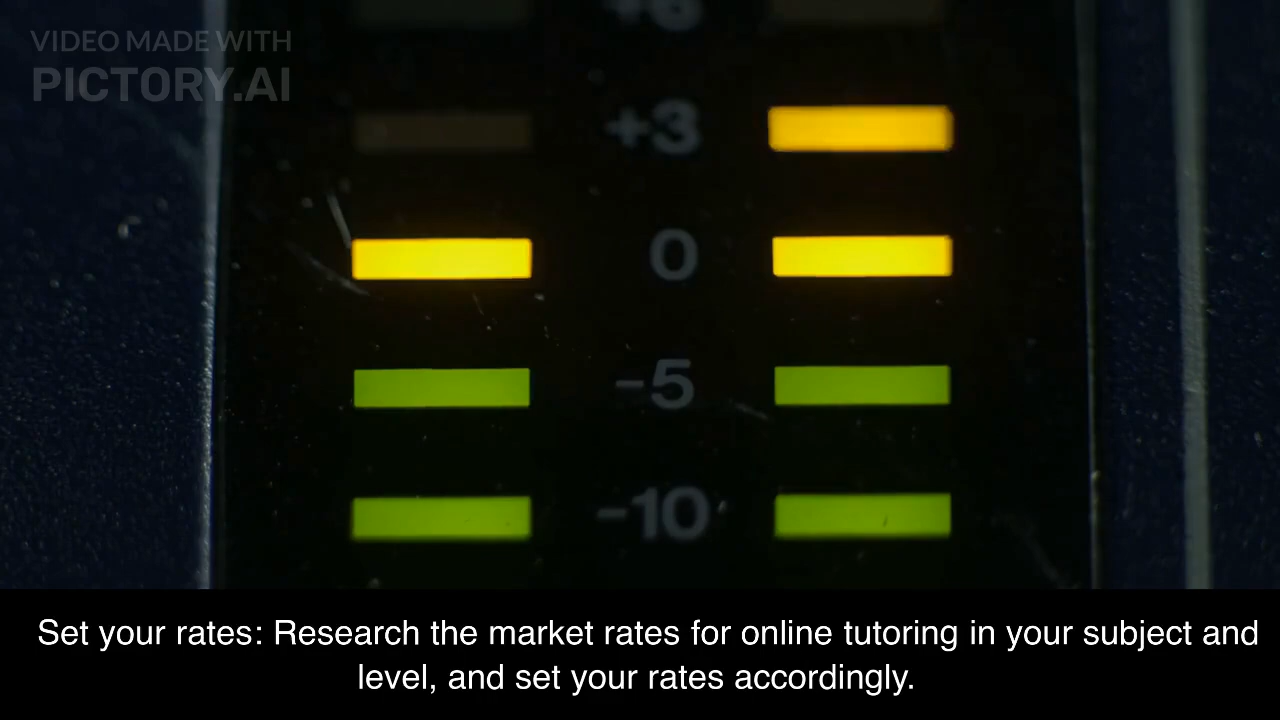 VIDEO MADE WITH
PICTORY.AI
+6
+3
0
-5
-10
Set your rates: Research the market rates for online tutoring in your subject and
level, and set your rates accordingly.